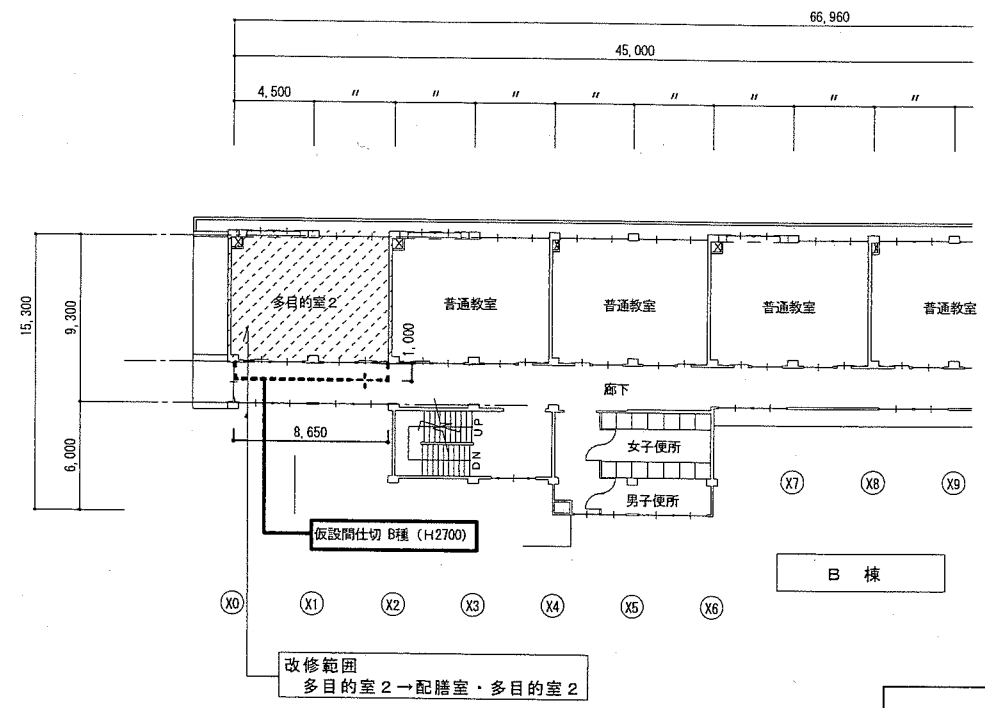 66,960
45,000
4,500 〃 〃 〃 〃 〃 〃 〃 〃
15,300
9,300
6,000
多目的室2
普通教室
普通教室
普通教室
普通教室
1,000
廊下
8,650
UP
DN
女子便所
男子便所
X7 X8 X9
仮設間仕切 B種 (H2700)
B 棟
X0 X1 X2 X3 X4 X5 X6
改修範囲
多目的室2→配膳室・多目的室2